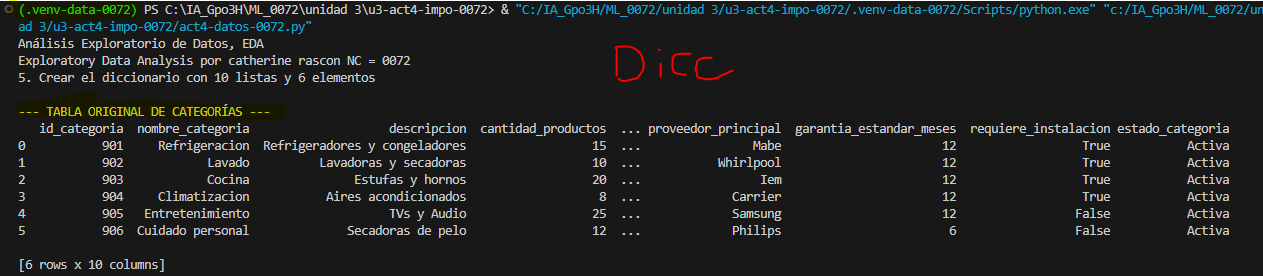 (.venv-data-0072) PS C:\IA_Gpo3H\ML_0072\unidad 3\u3-act4-impo-0072> & "C:/IA_Gpo3H/ML_0072/unidad 3/u3-act4-impo-0072/.venv-data-0072/Scripts/python.exe" "c:/IA_Gpo3H/ML_0072/un
ad 3/u3-act4-impo-0072/act4-datos-0072.py"
Análisis Exploratorio de Datos, EDA
Exploratory Data Analysis por catherine rascon NC = 0072
Dicc
5. Crear el diccionario con 10 listas y 6 elementos
--- TABLA ORIGINAL DE CATEGORÍAS ---
id_categoria nombre_categoria descripcion cantidad_productos ... proveedor_principal garantia_estandar_meses requiere_instalacion estado_categoria
0 901 Refrigeracion Refrigeradores y congeladores 15 ... Mabe 12 True Activa
1 902 Lavado Lavadoras y secadoras 10 ... Whirlpool 12 True Activa
2 903 Cocina Estufas y hornos 20 ... Iem 12 True Activa
3 904 Climatizacion Aires acondicionados 8 ... Carrier 12 True Activa
4 905 Entretenimiento TVs y Audio 25 ... Samsung 12 False Activa
5 906 Cuidado personal Secadoras de pelo 12 ... Philips 6 False Activa
[6 rows x 10 columns]